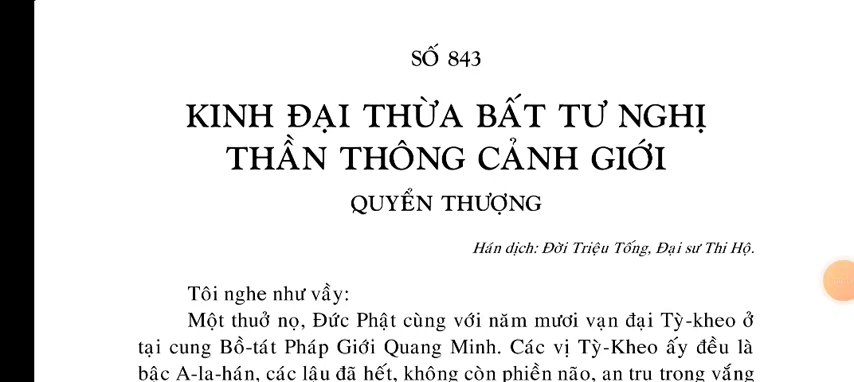 SỐ 843
KINH ĐẠI THỪA BẤT TƯ NGHỊ
THẦN THÔNG CẢNH GIỚI
QUYỂN THƯỢNG
Hán dịch: Đời Triệu Tống, Đại sư Thi Hộ.
Tôi nghe như vầy:
Một thuở nọ, Đức Phật cùng với năm mươi vạn đại Tỳ-kheo ở
tại cung Bồ-tát Pháp Giới Quang Minh. Các vị Tỳ-Kheo ấy đều là
bậc A-la-hán, các lậu đã hết, không còn phiền não, an trụ trong vắng